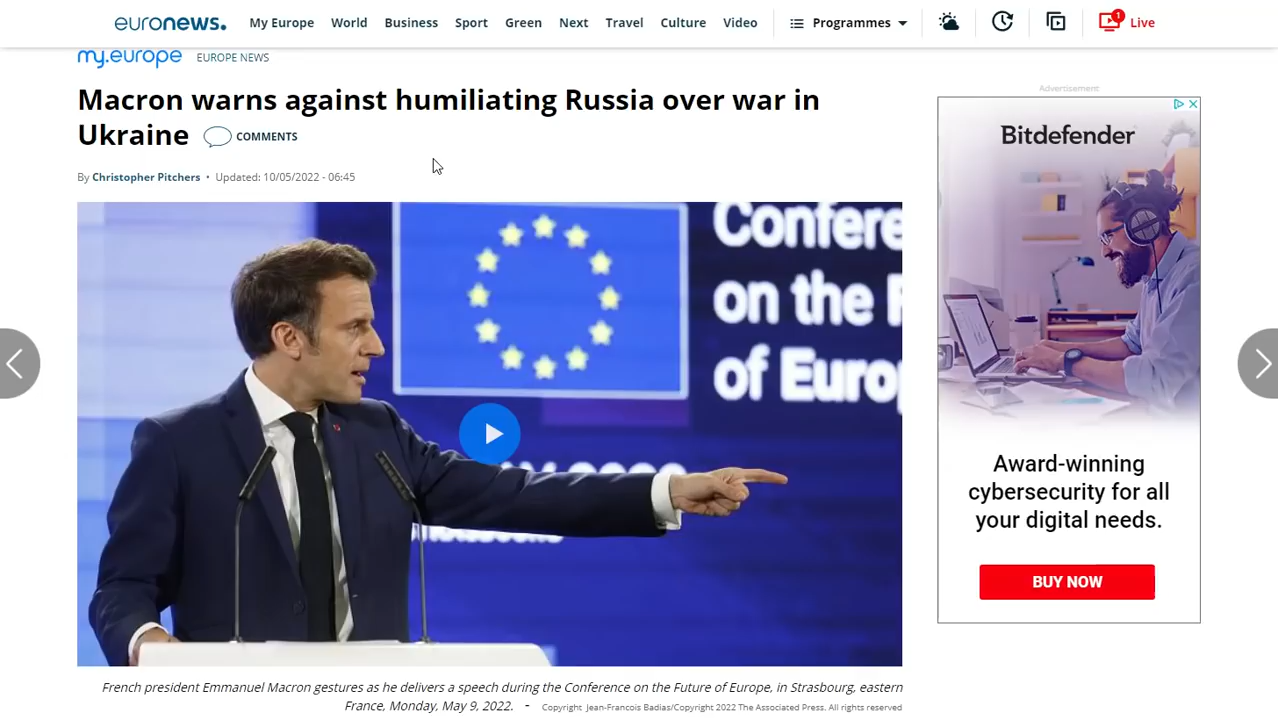 euronews.
My Europe
World
Business
Sport
Green
Next
Travel
Culture
Video
Programmes
1
Live
my.europe
EUROPE NEWS
Macron warns against humiliating Russia over war in
Ukraine
COMMENTS
By Christopher Pitchers • Updated: 10/05/2022 - 06:45
Confere
on the F
of Europ
French president Emmanuel Macron gestures as he delivers a speech during the Conference on the Future of Europe, in Strasbourg, eastern
France, Monday, May 9, 2022. - Copyright Jean-Francois Badias/Copyright 2022 The Associated Press. All rights reserved
Advertisement
Bitdefender
Award-winning
cybersecurity for all
your digital needs.
BUY NOW